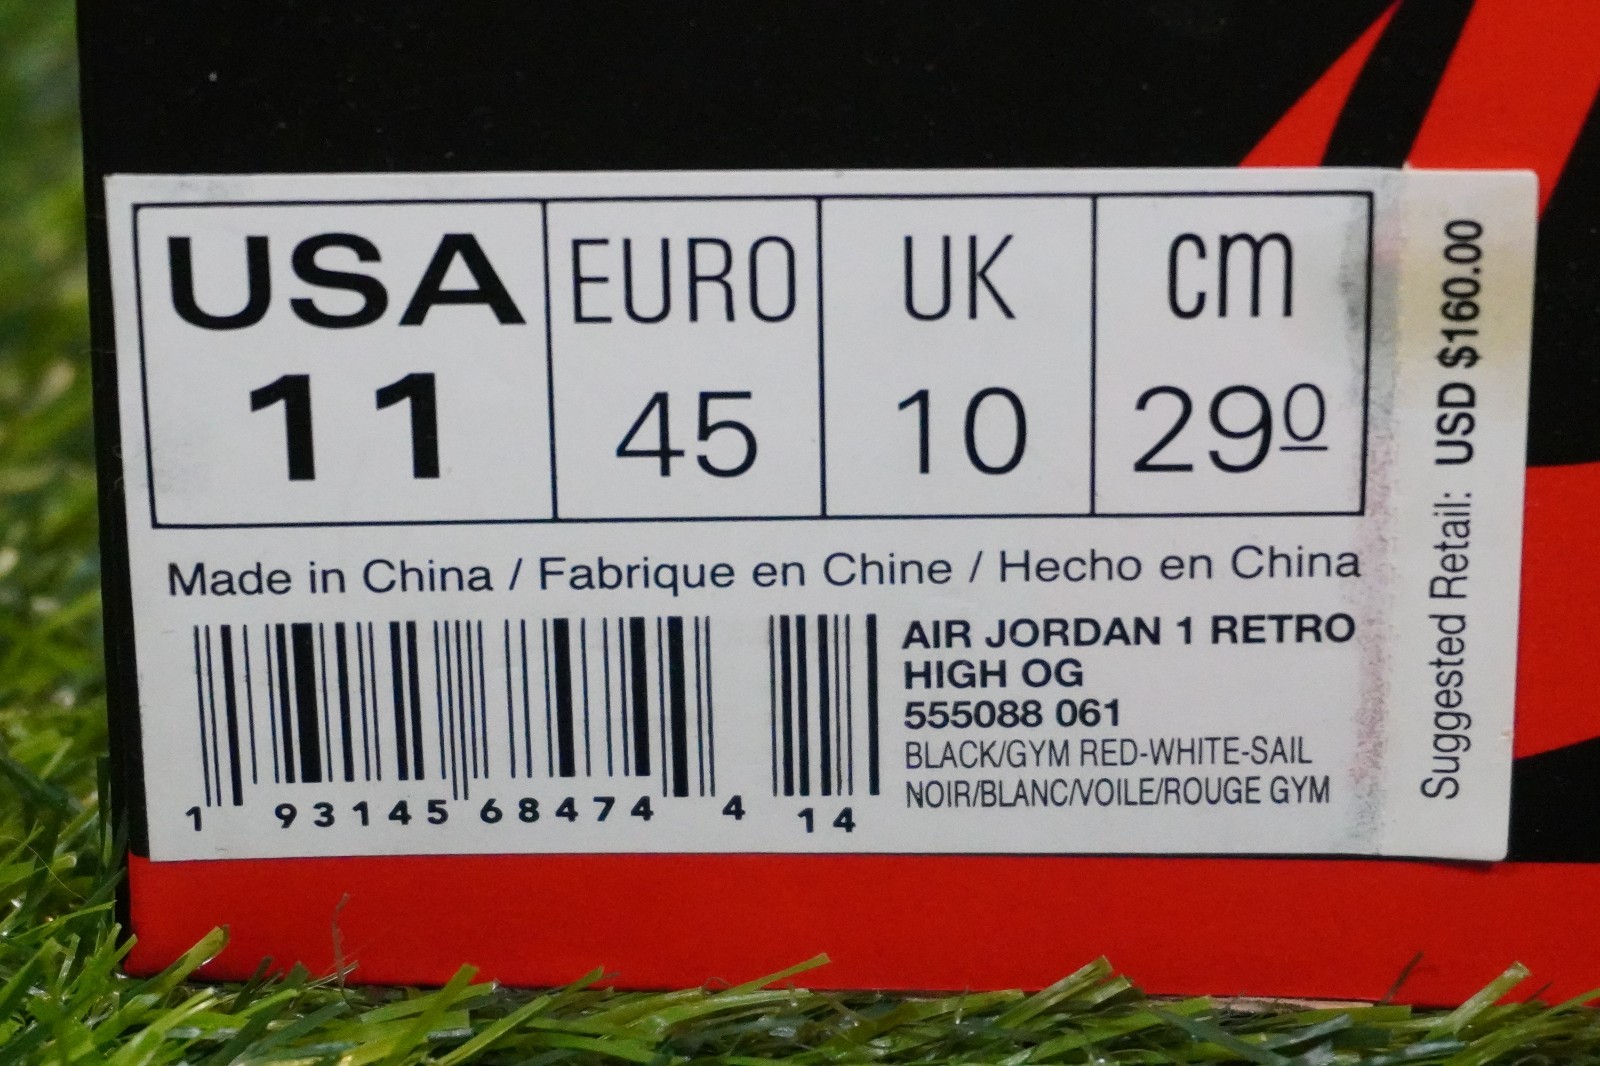 USA EURO UK cm
11 45 10 290
Made in China / Fabrique en Chine / Hecho en China
AIR JORDAN 1 RETRO
HIGH OG
555088 061
BLACK/GYM RED-WHITE-SAIL
NOIR/BLANC/VOILE/ROUGE GYM
1 93145 68474 4 14
Suggested Retail: USD $160.00